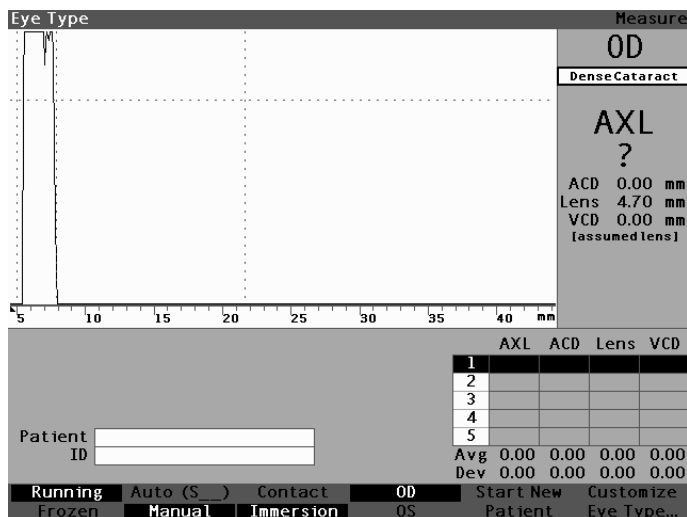 Eye Type Measure
OD
DenseCataract
AXL
?
ACD 0.00 mm
Lens 4.70 mm
VCD 0.00 mm
[assumedlens]
5 10 15 20 25 30 35 40 mm
AXL ACD Lens VCD
1
2
3
4
5
Patient
ID
Avg 0.00 0.00 0.00 0.00
Dev 0.00 0.00 0.00 0.00
Running Auto (S__) Contact OD Start New Customize
Frozen Manual Immersion OS Patient Eye Type...